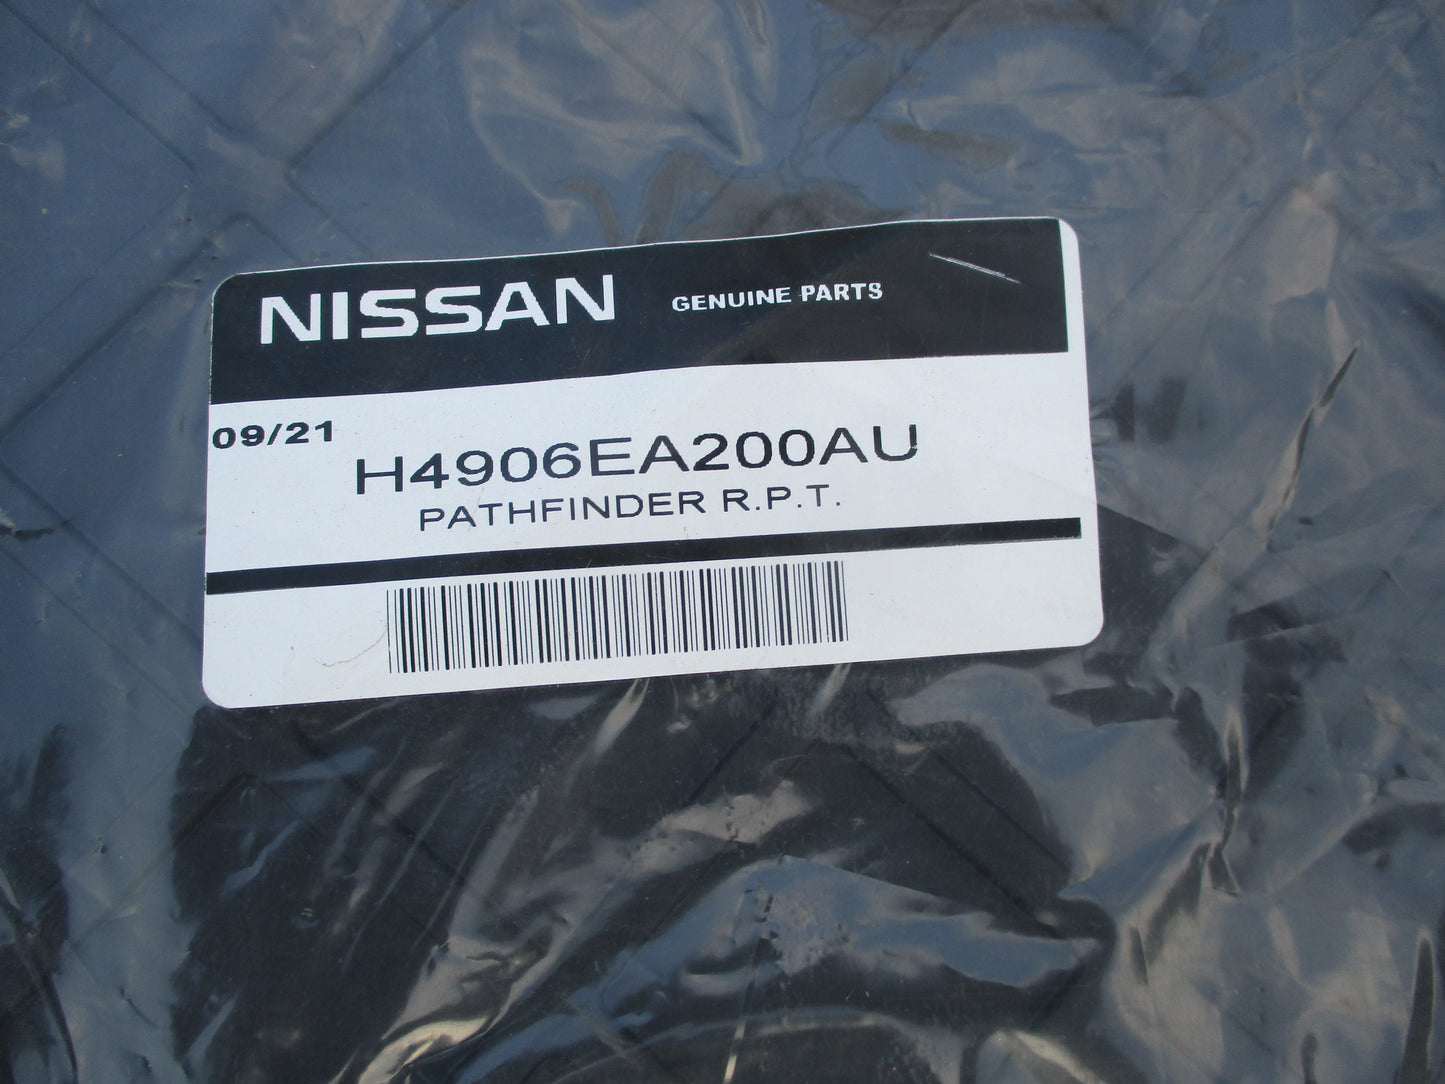 NISSAN GENUINE PARTS
09/21
H4906EA200AU
PATHFINDER R.P.T.